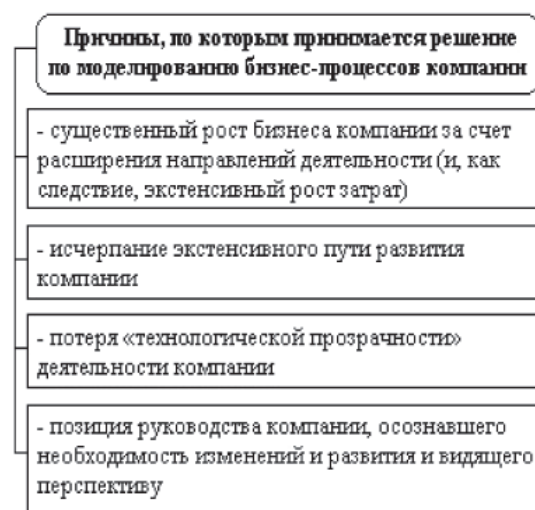 Причины, по которым принимается решение
по моделированию бизнес-процессов компании
- существенный рост бизнеса компании за счет
расширения направлений деятельности (и, как
следствие, экстенсивный рост затрат)
- исчерпание экстенсивного пути развития
компании
- потеря «технологической прозрачности»
деятельности компании
- позиция руководства компании, осознавшего
необходимость изменений и развития и видящего
перспективу